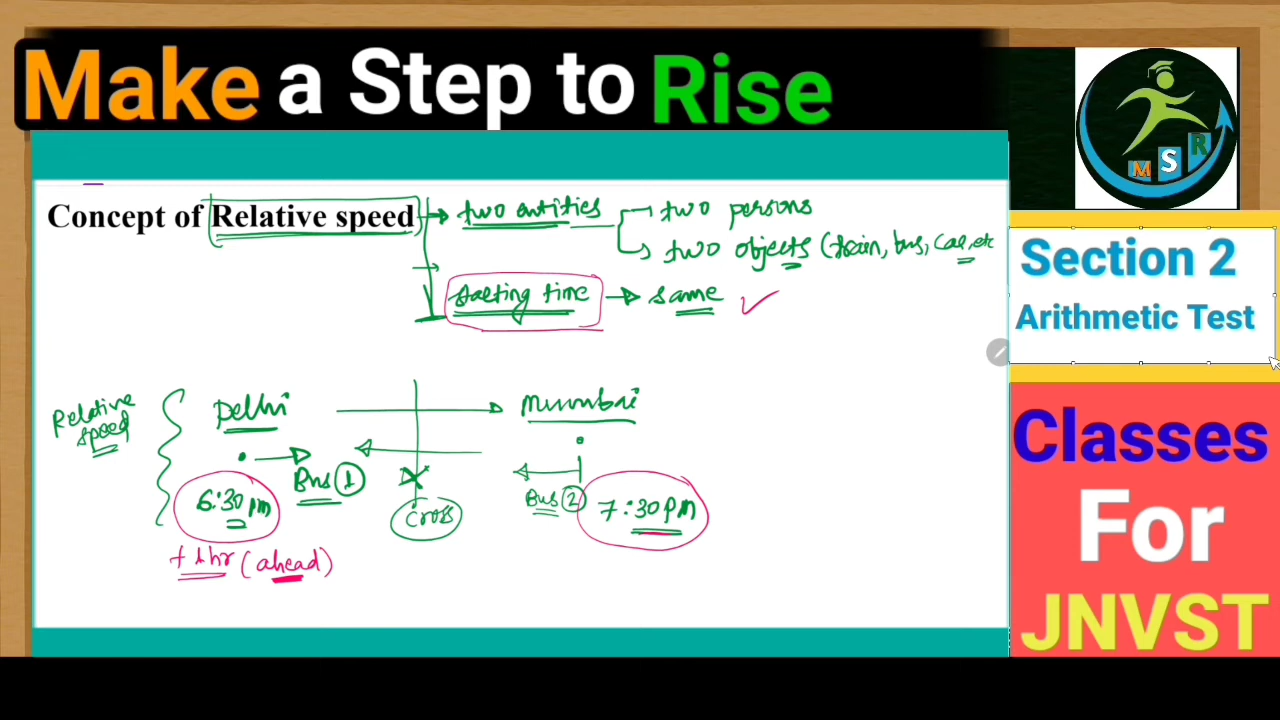 Make a Step to Rise
MSR
Concept of Relative speed
two entities
two persons
two objects (train, bus, car, etc
starting time
same
Section 2
Arithmetic Test
Relative speed
Delhi
Mumbai
Bus 1
Bus 2
6:30 pm
cross
7:30 pm
+ 1 hr (ahead)
Classes
For
JNVST